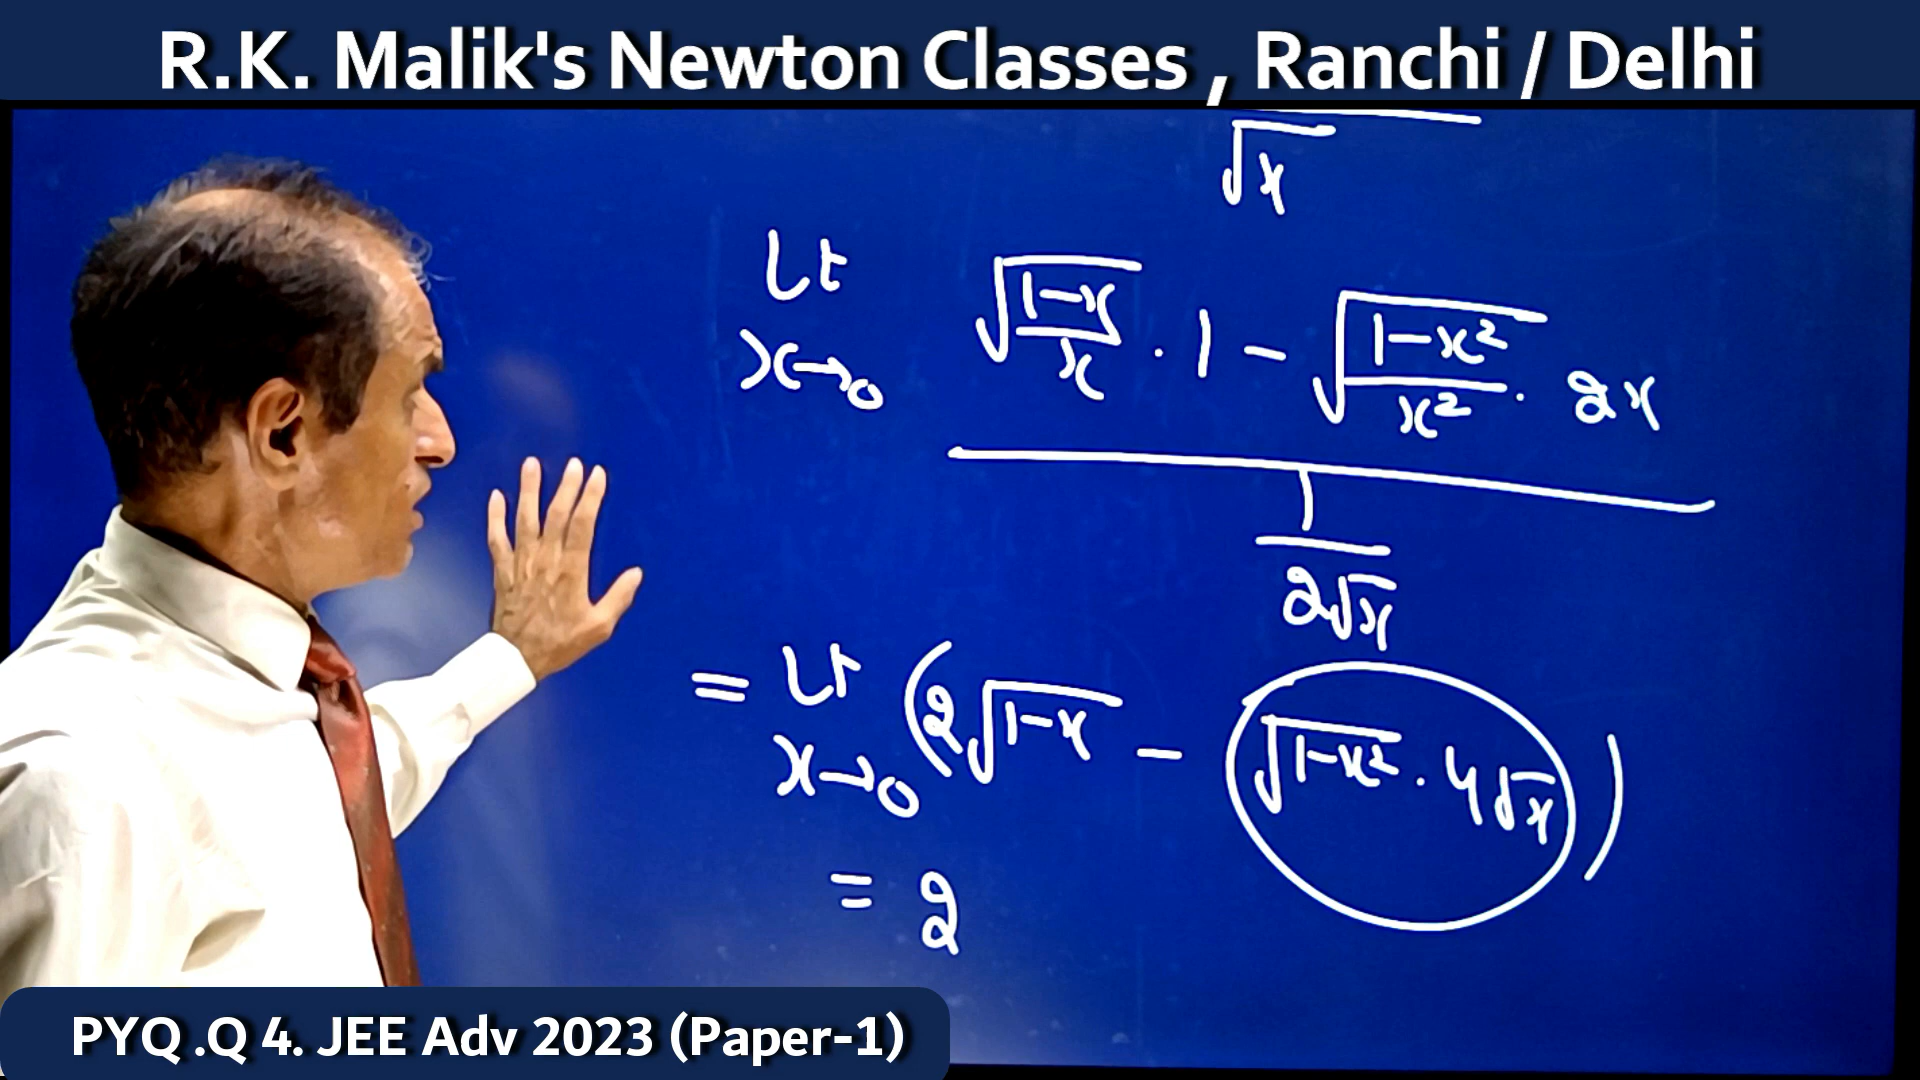 R.K. Malik's Newton Classes , Ranchi / Delhi
√x
Lt x→0 (√((1-x)/x) · 1 - √((1-x²)/x²) · 2x) / (1/(2√x))
= Lt x→0 (2√(1-x) - √(1-x²) · 4√x)
= 2
PYQ .Q 4. JEE Adv 2023 (Paper-1)